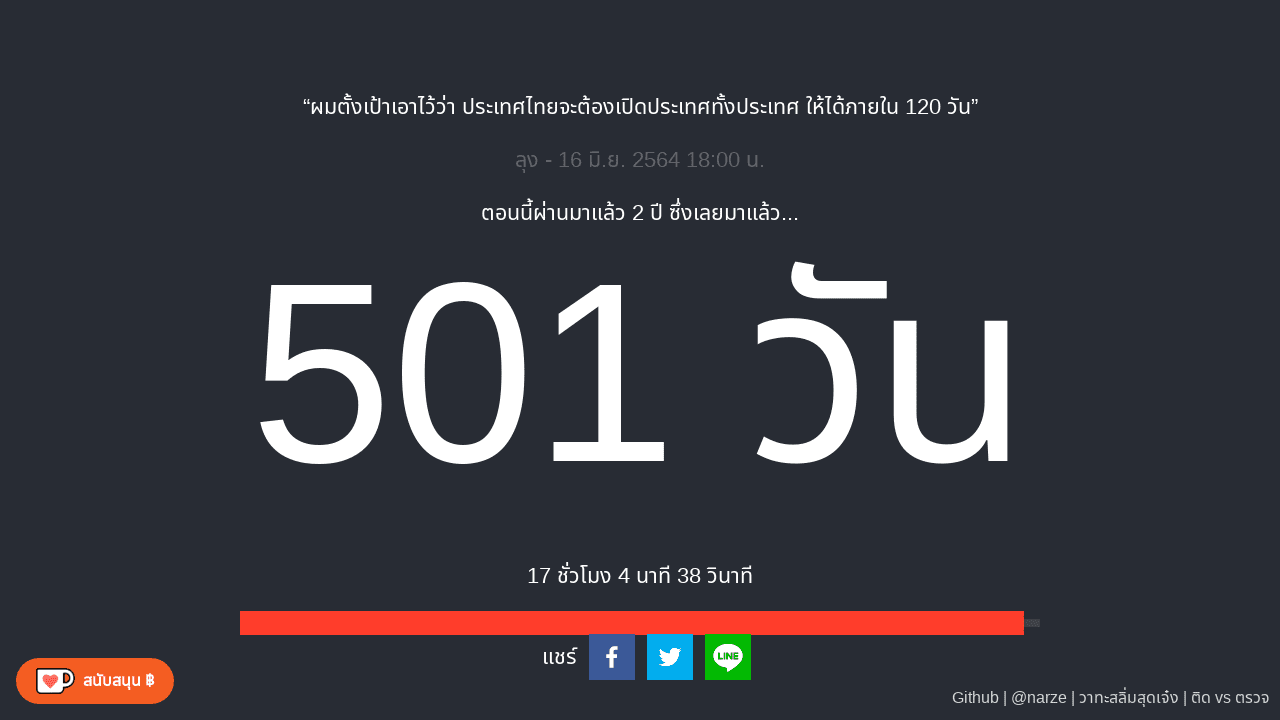 “ผมตั้งเป้าเอาไว้ว่า ประเทศไทยจะต้องเปิดประเทศทั้งประเทศ ให้ได้ภายใน 120 วัน”
ลุง - 16 มิ.ย. 2564 18:00 น.
ตอนนี้ผ่านมาแล้ว 2 ปี ซึ่งเลยมาแล้ว...
501 วัน
17 ชั่วโมง 4 นาที 38 วินาที
แชร์
LINE
สนับสนุน ฿
Github | @narze | วาทะสลิ่มสุดเจ๋ง | ติด vs ตรวจ